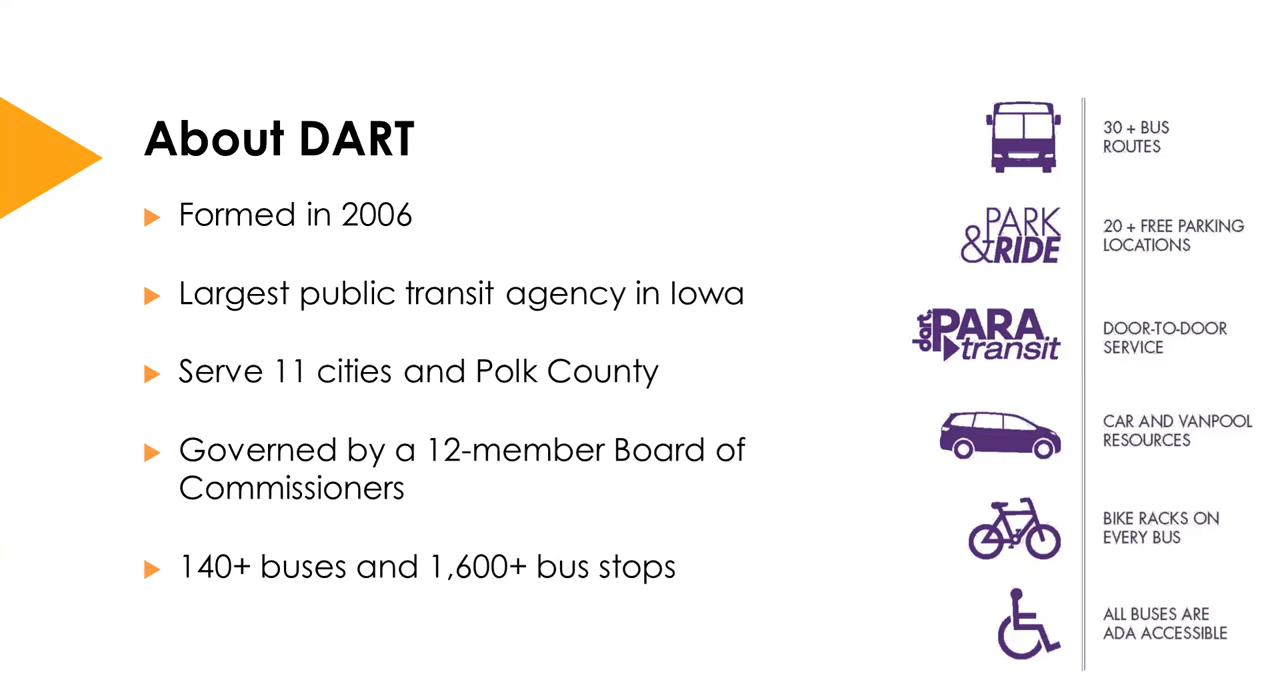 About DART
Formed in 2006
Largest public transit agency in Iowa
Serve 11 cities and Polk County
Governed by a 12-member Board of
Commissioners
140+ buses and 1,600+ bus stops
30 + BUS
ROUTES
PARK
&RIDE
20 + FREE PARKING
LOCATIONS
dart PARA
transit
DOOR-TO-DOOR
SERVICE
CAR AND VANPOOL
RESOURCES
BIKE RACKS ON
EVERY BUS
ALL BUSES ARE
ADA ACCESSIBLE